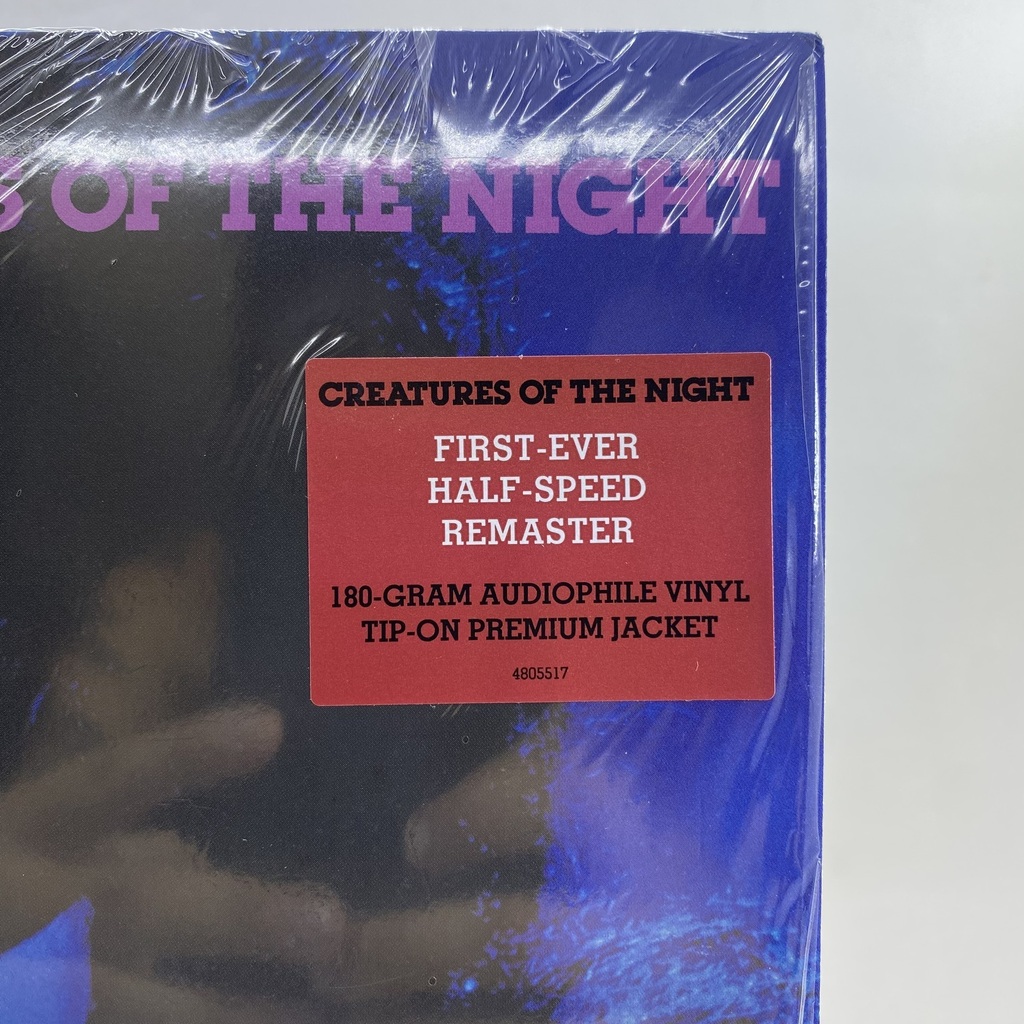 S OF THE NIGHT
CREATURES OF THE NIGHT
FIRST-EVER
HALF-SPEED
REMASTER
180-GRAM AUDIOPHILE VINYL
TIP-ON PREMIUM JACKET
4805517